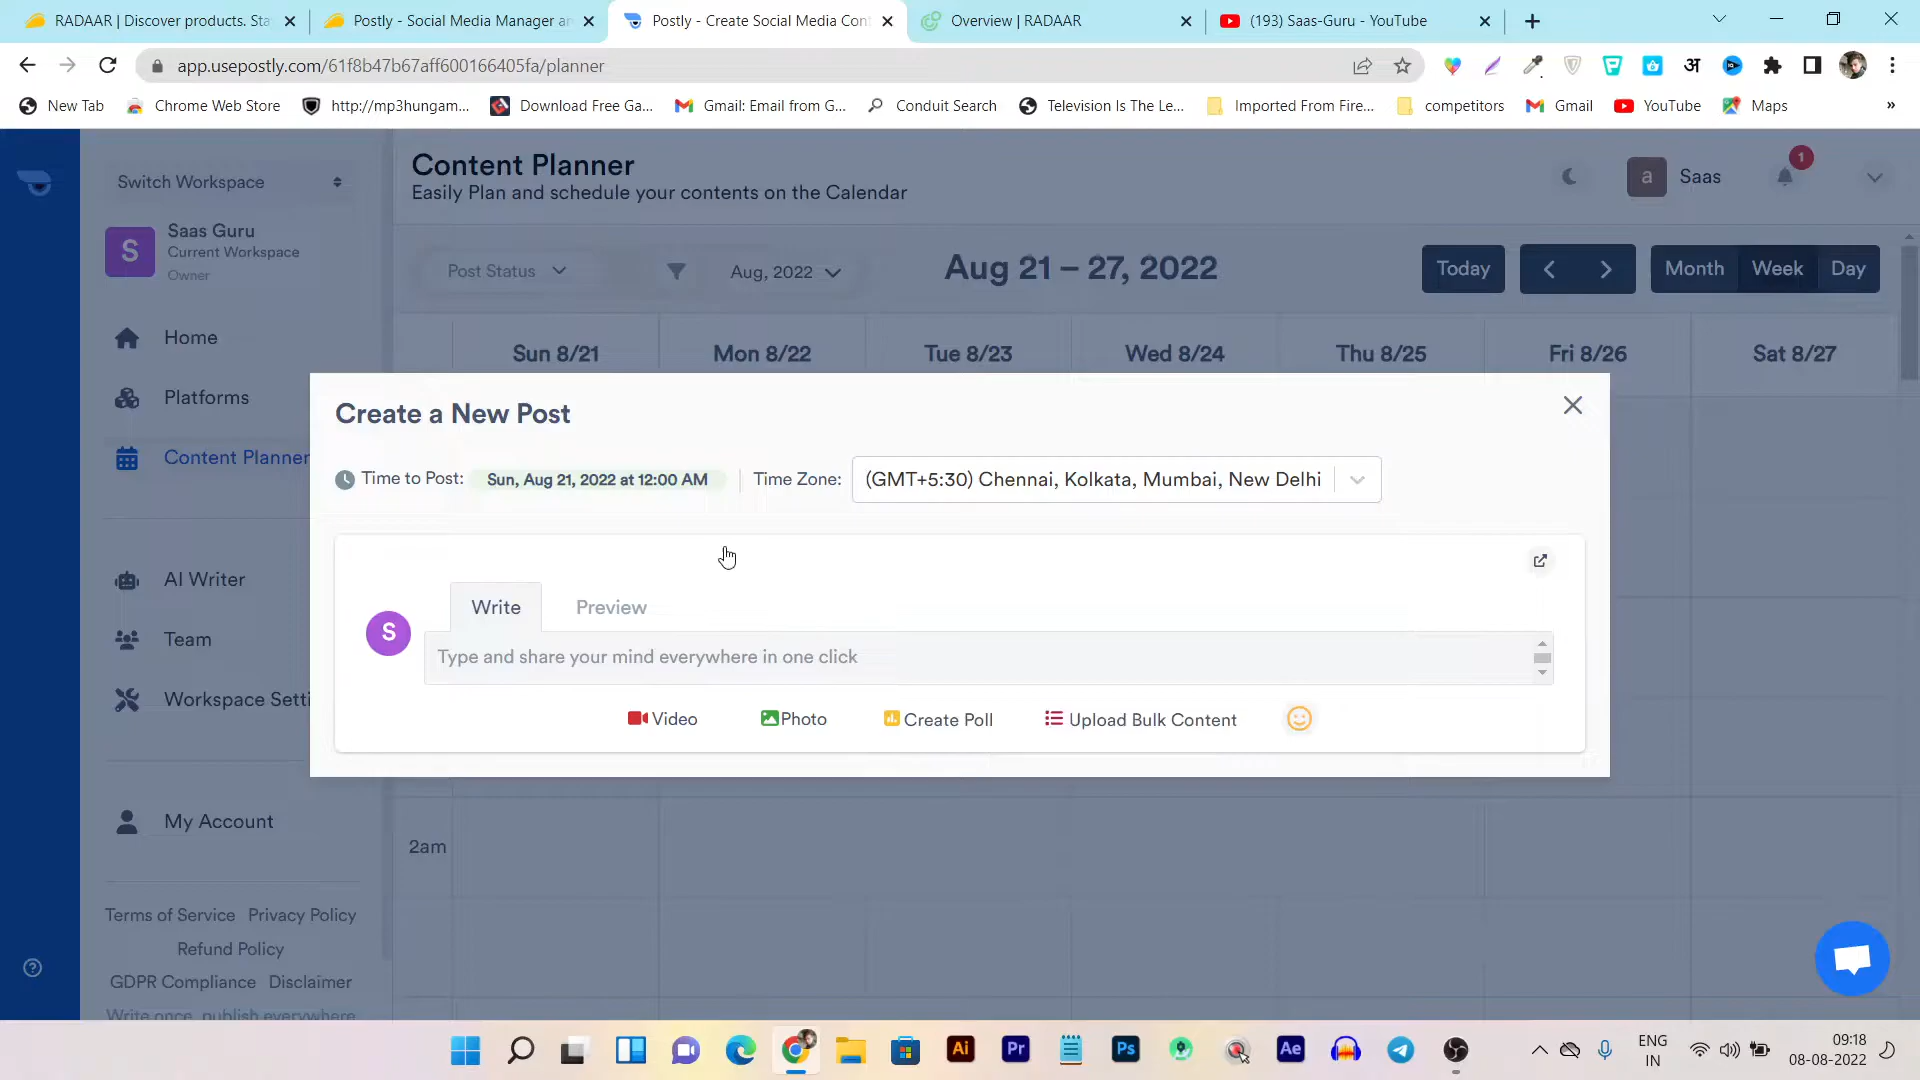 RADAAR | Discover products. Sta
Postly - Social Media Manager an
Postly - Create Social Media Cont
Overview | RADAAR
(193) Saas-Guru - YouTube
app.usepostly.com/61f8b47b67aff600166405fa/planner
New Tab
Chrome Web Store
http://mp3hungam...
Download Free Ga...
Gmail: Email from G...
Conduit Search
Television Is The Le...
Imported From Fire...
competitors
Gmail
YouTube
Maps
»
Switch Workspace
S
Saas Guru
Current Workspace
Owner
Home
Platforms
Content Planner
AI Writer
Team
Workspace Setti
My Account
Terms of Service Privacy Policy
Refund Policy
GDPR Compliance Disclaimer
Write once, publish everywhere
Content Planner
Easily Plan and schedule your contents on the Calendar
a
Saas
1
Post Status
Aug, 2022
Aug 21 – 27, 2022
Today
Month
Week
Day
Sun 8/21
Mon 8/22
Tue 8/23
Wed 8/24
Thu 8/25
Fri 8/26
Sat 8/27
Create a New Post
Time to Post:
Sun, Aug 21, 2022 at 12:00 AM
Time Zone:
(GMT+5:30) Chennai, Kolkata, Mumbai, New Delhi
Write
Preview
S
Type and share your mind everywhere in one click
Video
Photo
Create Poll
Upload Bulk Content
2am
Ai
Pr
Ps
Ae
ENG
IN
09:18
08-08-2022